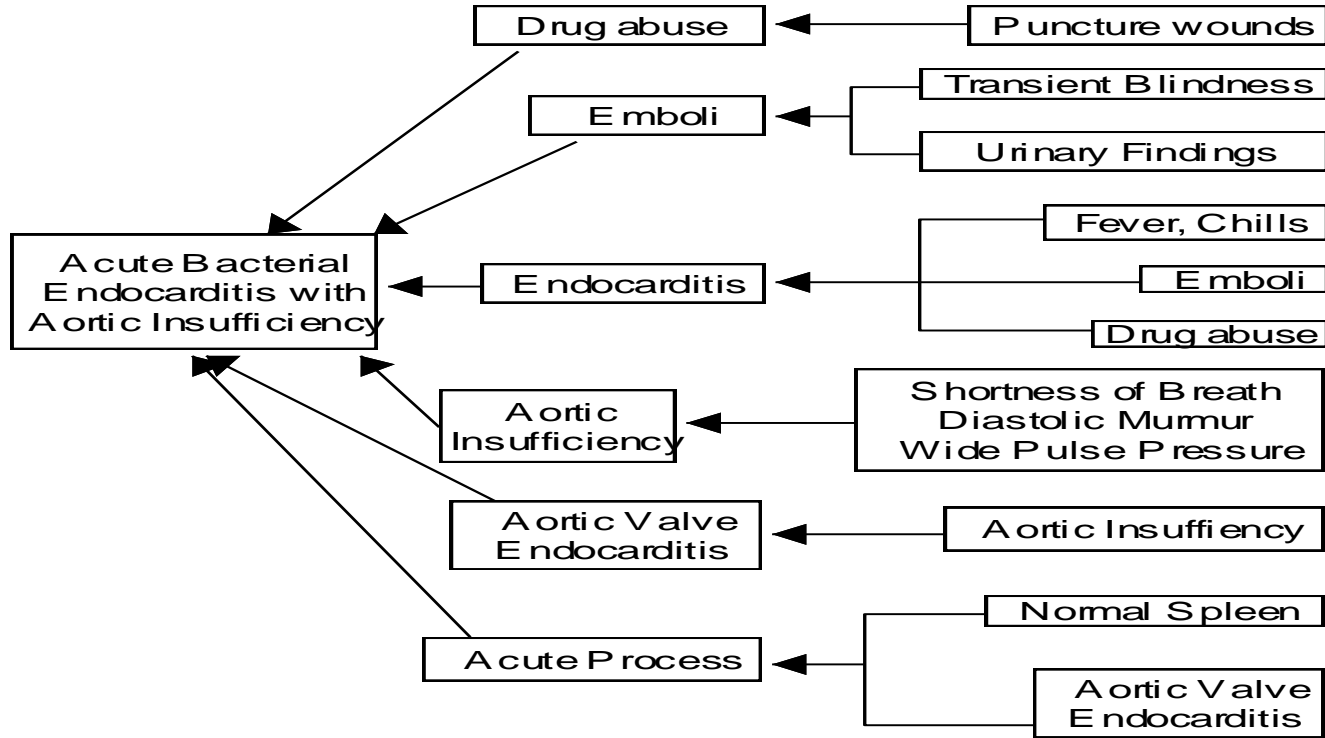 Drug abuse
Puncture wounds
Transient Blindness
Emboli
Urinary Findings
Fever, Chills
Acute Bacterial
Endocarditis with
Aortic Insufficiency
Endocarditis
Emboli
Drug abuse
Aortic
Insufficiency
Shortness of Breath
Diastolic Murmur
Wide Pulse Pressure
Aortic Valve
Endocarditis
Aortic Insuffiency
Normal Spleen
Acute Process
Aortic Valve
Endocarditis